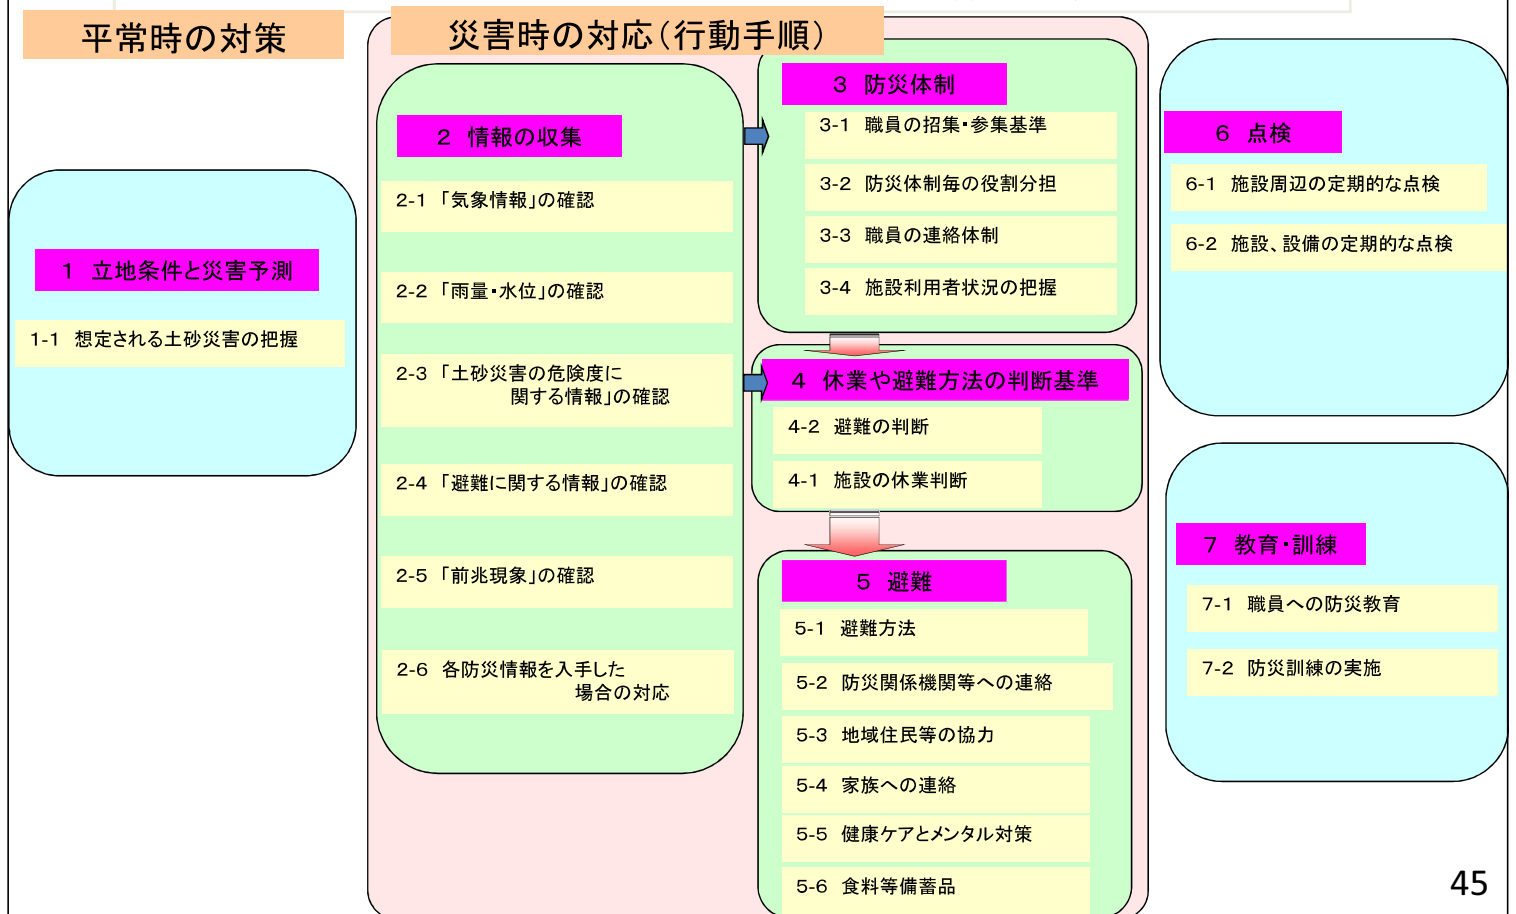 平常時の対策
災害時の対応(行動手順)
1 立地条件と災害予測
1-1 想定される土砂災害の把握
2 情報の収集
2-1 「気象情報」の確認
2-2 「雨量・水位」の確認
2-3 「土砂災害の危険度に
関する情報」の確認
2-4 「避難に関する情報」の確認
2-5 「前兆現象」の確認
2-6 各防災情報を入手した
場合の対応
3 防災体制
3-1 職員の招集・参集基準
3-2 防災体制毎の役割分担
3-3 職員の連絡体制
3-4 施設利用者状況の把握
4 休業や避難方法の判断基準
4-2 避難の判断
4-1 施設の休業判断
5 避難
5-1 避難方法
5-2 防災関係機関等への連絡
5-3 地域住民等の協力
5-4 家族への連絡
5-5 健康ケアとメンタル対策
5-6 食料等備蓄品
6 点検
6-1 施設周辺の定期的な点検
6-2 施設、設備の定期的な点検
7 教育・訓練
7-1 職員への防災教育
7-2 防災訓練の実施
45